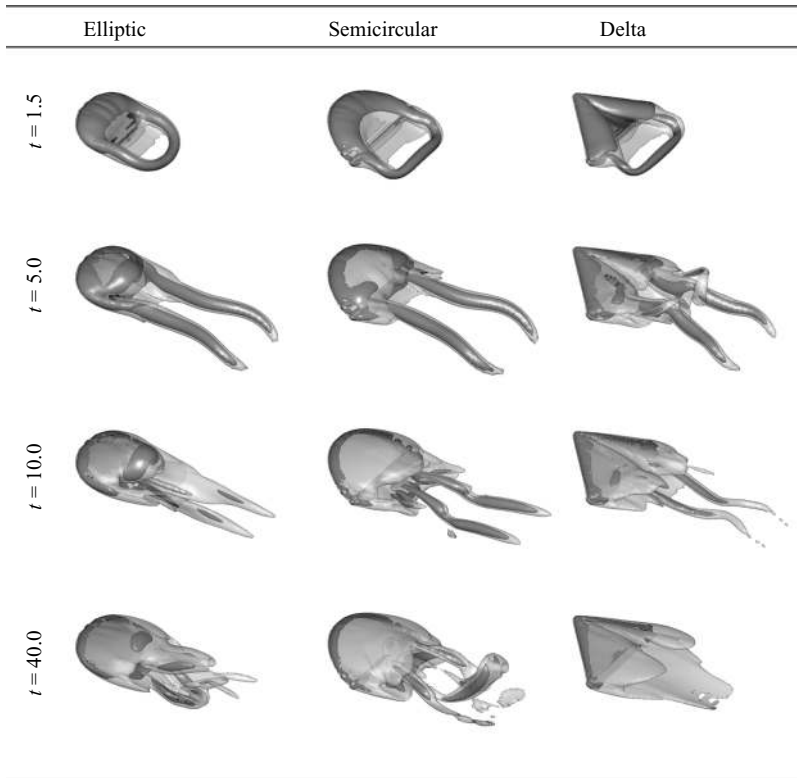 Elliptic Semicircular Delta
t = 1.5
t = 5.0
t = 10.0
t = 40.0